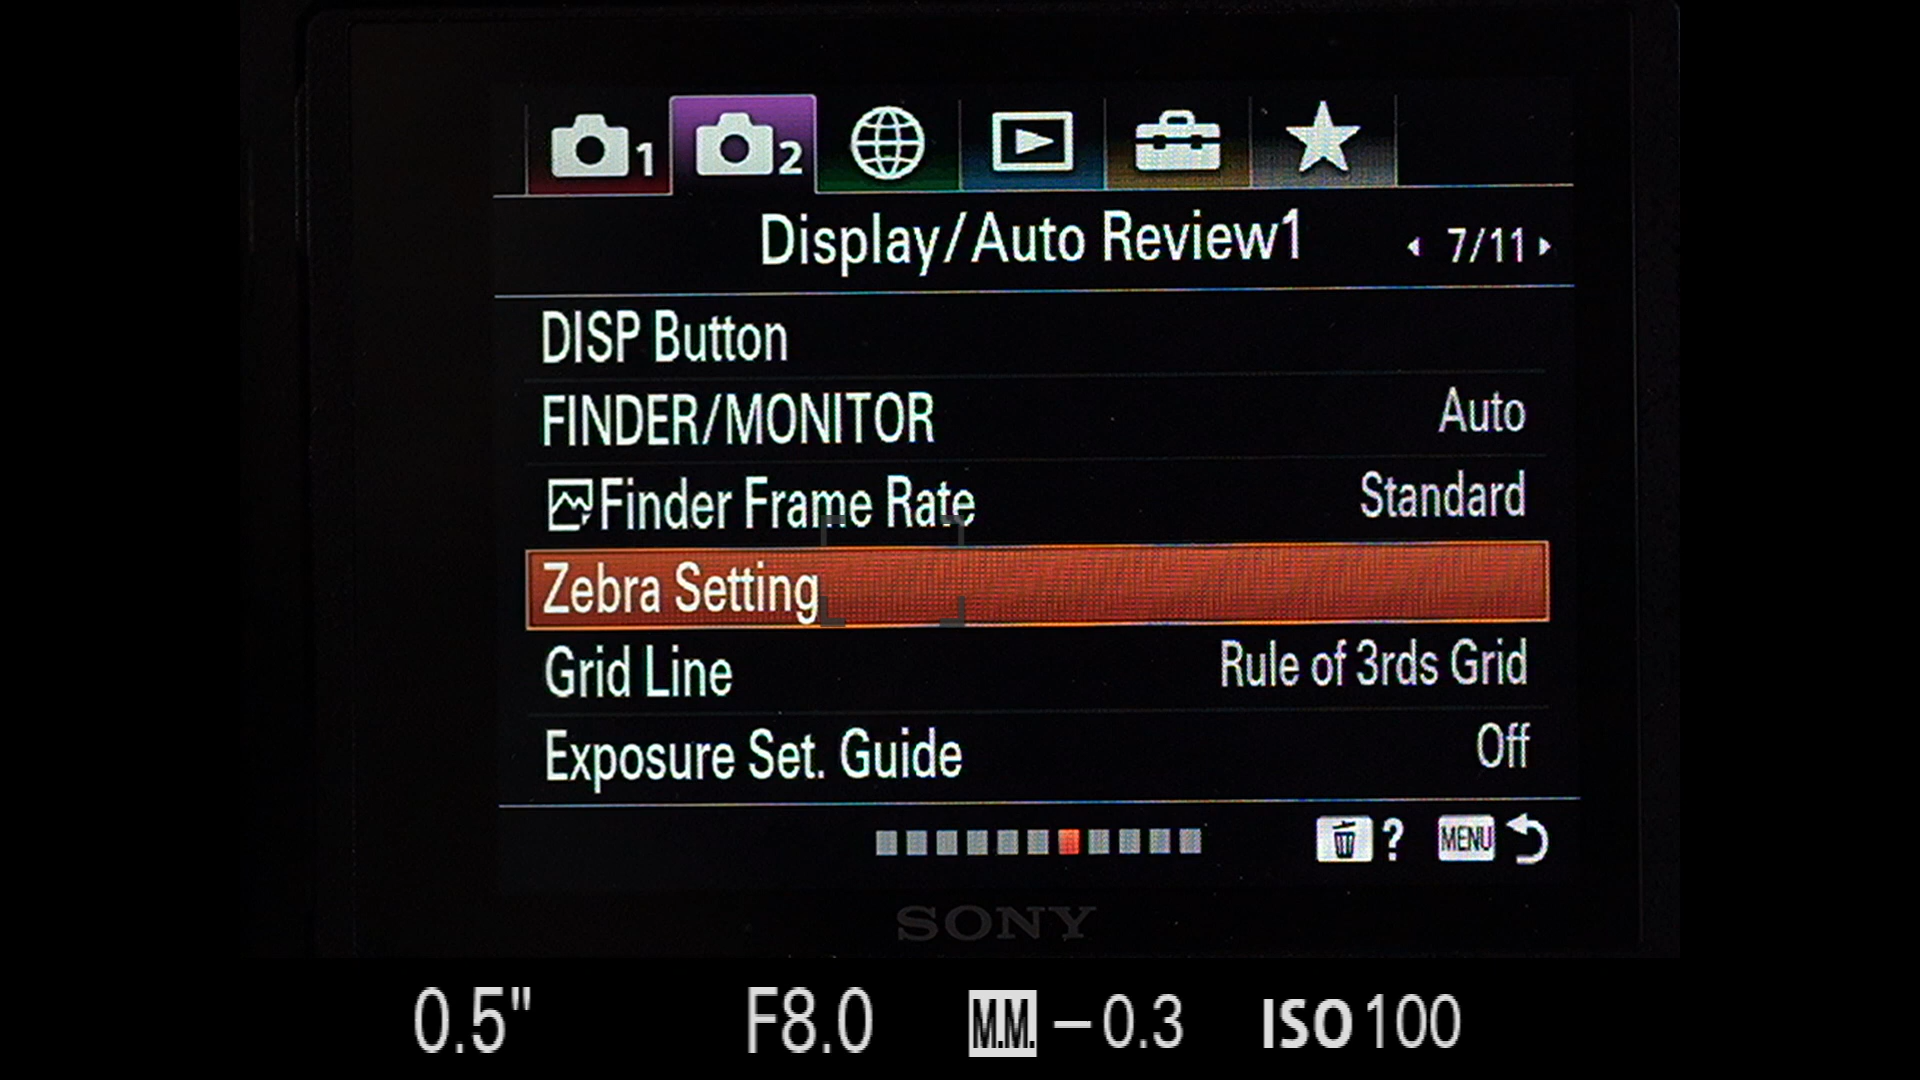 1 2
Display/Auto Review1 7/11
DISP Button
FINDER/MONITOR Auto
Finder Frame Rate Standard
Zebra Setting
Grid Line Rule of 3rds Grid
Exposure Set. Guide Off
? MENU
SONY
0.5" F8.0 M.M. –0.3 ISO 100